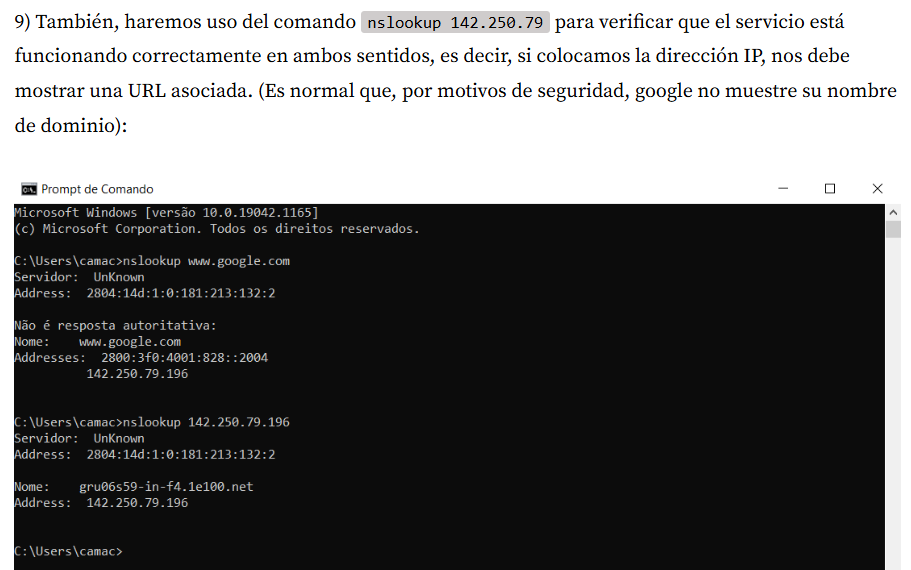 9) También, haremos uso del comando nslookup 142.250.79 para verificar que el servicio está
funcionando correctamente en ambos sentidos, es decir, si colocamos la dirección IP, nos debe
mostrar una URL asociada. (Es normal que, por motivos de seguridad, google no muestre su nombre
de dominio):
Prompt de Comando
Microsoft Windows [versão 10.0.19042.1165]
(c) Microsoft Corporation. Todos os direitos reservados.
C:\Users\camac>nslookup www.google.com
Servidor:  UnKnown
Address:  2804:14d:1:0:181:213:132:2
Não é resposta autoritativa:
Nome:    www.google.com
Addresses:  2800:3f0:4001:828::2004
142.250.79.196
C:\Users\camac>nslookup 142.250.79.196
Servidor:  UnKnown
Address:  2804:14d:1:0:181:213:132:2
Nome:    gru06s59-in-f4.1e100.net
Address:  142.250.79.196
C:\Users\camac>